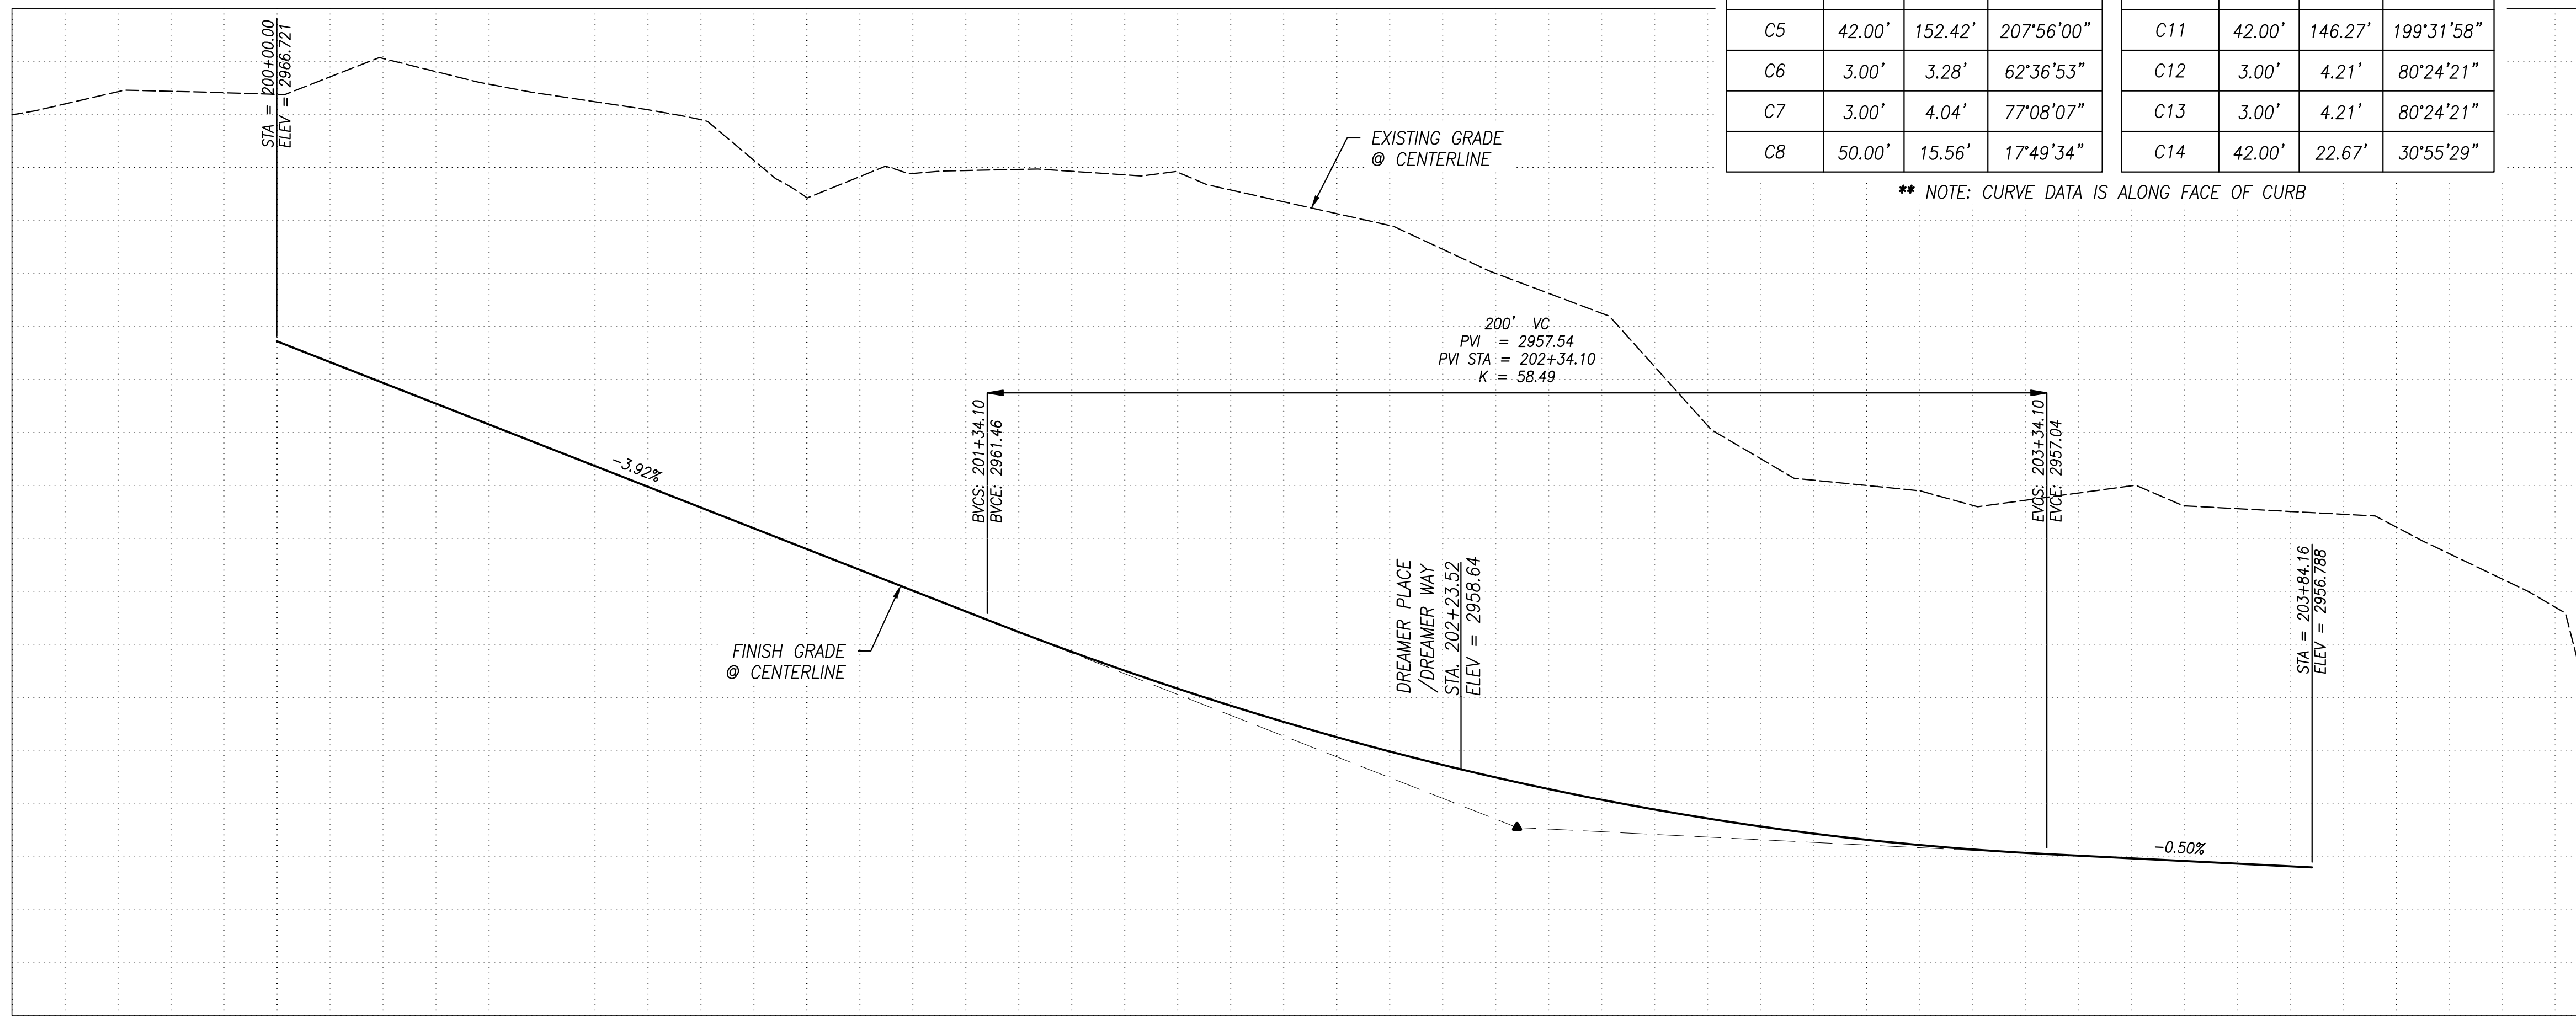 C5 42.00' 152.42' 207°56'00"
C6 3.00' 3.28' 62°36'53"
C7 3.00' 4.04' 77°08'07"
C8 50.00' 15.56' 17°49'34"
C11 42.00' 146.27' 199°31'58"
C12 3.00' 4.21' 80°24'21"
C13 3.00' 4.21' 80°24'21"
C14 42.00' 22.67' 30°55'29"
** NOTE: CURVE DATA IS ALONG FACE OF CURB
STA = 200+00.00
ELEV = 2966.721
EXISTING GRADE
@ CENTERLINE
200' VC
PVI = 2957.54
PVI STA = 202+34.10
K = 58.49
BVCS: 201+34.10
BVCE: 2961.46
EVCS: 203+34.10
EVCE: 2957.04
-3.92%
FINISH GRADE
@ CENTERLINE
DREAMER PLACE
/DREAMER WAY
STA. 202+23.52
ELEV = 2958.64
STA = 203+84.16
ELEV = 2956.788
-0.50%